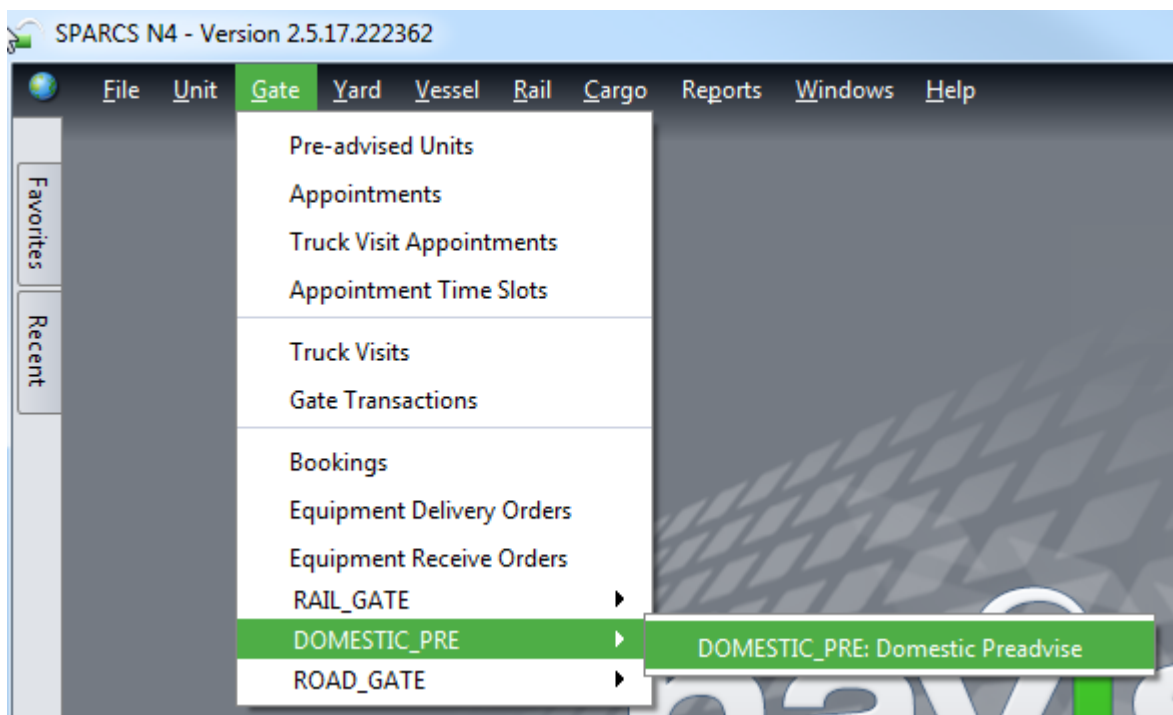 SPARCS N4 - Version 2.5.17.222362
File Unit Gate Yard Vessel Rail Cargo Reports Windows Help
Favorites
Recent
Pre-advised Units
Appointments
Truck Visit Appointments
Appointment Time Slots
Truck Visits
Gate Transactions
Bookings
Equipment Delivery Orders
Equipment Receive Orders
RAIL_GATE
DOMESTIC_PRE
DOMESTIC_PRE: Domestic Preadvise
ROAD_GATE